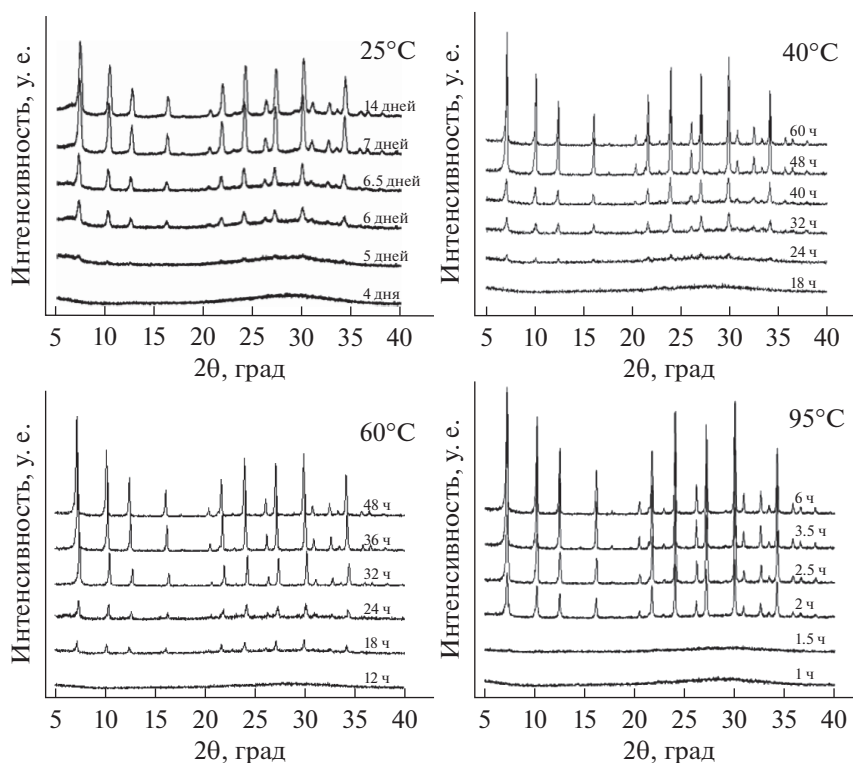 Интенсивность, у. е.
25°C
14 дней
7 дней
6.5 дней
6 дней
5 дней
4 дня
5 10 15 20 25 30 35 40
2θ, град
Интенсивность, у. е.
40°C
60 ч
48 ч
40 ч
32 ч
24 ч
18 ч
5 10 15 20 25 30 35 40
2θ, град
Интенсивность, у. е.
60°C
48 ч
36 ч
32 ч
24 ч
18 ч
12 ч
5 10 15 20 25 30 35 40
2θ, град
Интенсивность, у. е.
95°C
6 ч
3.5 ч
2.5 ч
2 ч
1.5 ч
1 ч
5 10 15 20 25 30 35 40
2θ, град